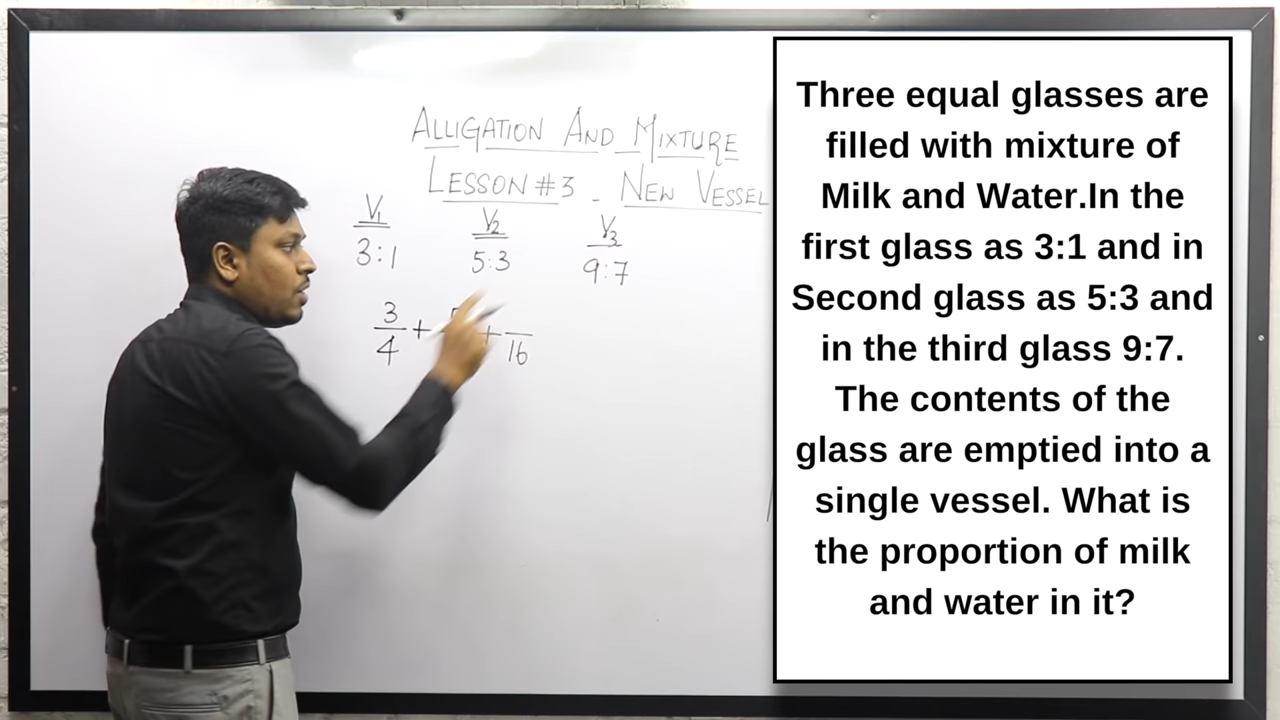 ALLIGATION AND MIXTURE
LESSON #3 - NEW VESSEL
V1 V2 V3
3:1 5:3 9:7
3/4 + 5 + /16
Three equal glasses are
filled with mixture of
Milk and Water.In the
first glass as 3:1 and in
Second glass as 5:3 and
in the third glass 9:7.
The contents of the
glass are emptied into a
single vessel. What is
the proportion of milk
and water in it?